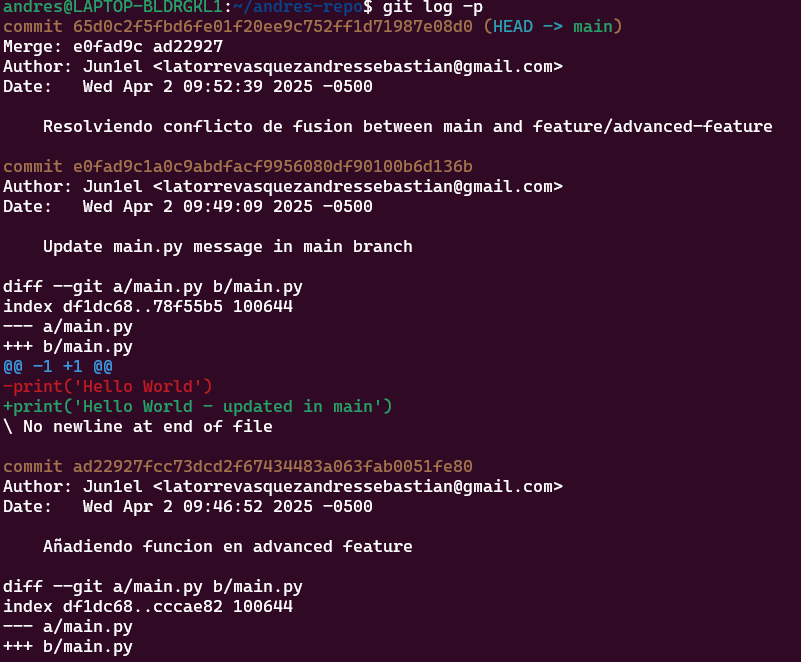 andres@LAPTOP-BLDRGKL1:~/andres-repo$ git log -p
commit 65d0c2f5fbd6fe01f20ee9c752ff1d71987e08d0 (HEAD -> main)
Merge: e0fad9c ad22927
Author: Jun1el <latorrevasquezandressebastian@gmail.com>
Date:   Wed Apr 2 09:52:39 2025 -0500
    Resolviendo conflicto de fusion between main and feature/advanced-feature
commit e0fad9c1a0c9abdfacf9956080df90100b6d136b
Author: Jun1el <latorrevasquezandressebastian@gmail.com>
Date:   Wed Apr 2 09:49:09 2025 -0500
    Update main.py message in main branch
diff --git a/main.py b/main.py
index df1dc68..78f55b5 100644
--- a/main.py
+++ b/main.py
@@ -1 +1 @@
-print('Hello World')
+print('Hello World - updated in main')
\ No newline at end of file
commit ad22927fcc73dcd2f67434483a063fab0051fe80
Author: Jun1el <latorrevasquezandressebastian@gmail.com>
Date:   Wed Apr 2 09:46:52 2025 -0500
    Añadiendo funcion en advanced feature
diff --git a/main.py b/main.py
index df1dc68..cccae82 100644
--- a/main.py
+++ b/main.py